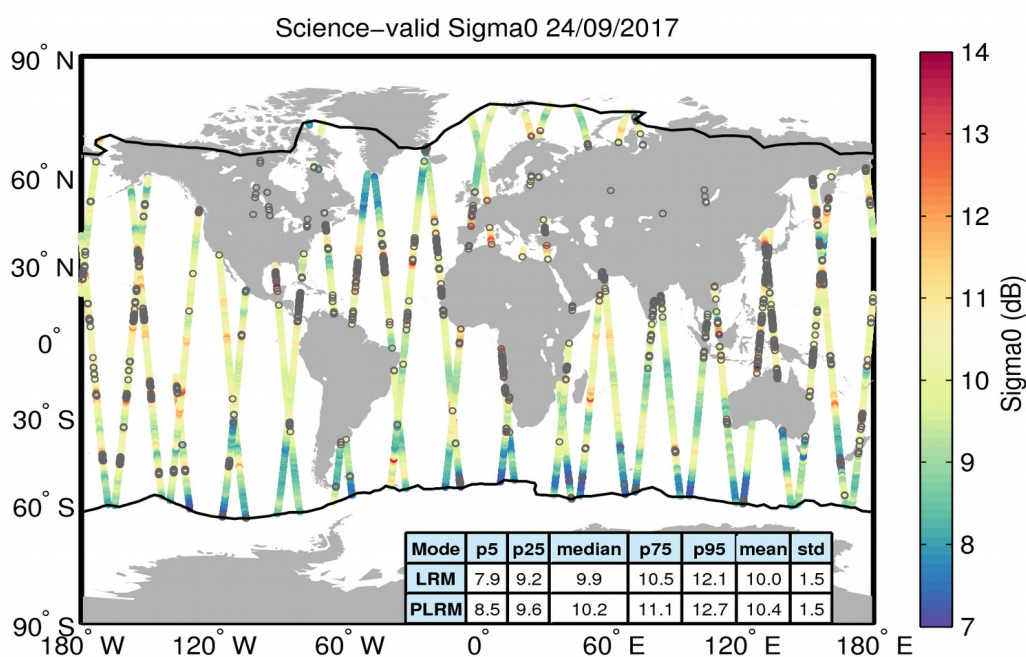 Science−valid Sigma0 24/09/2017
90° N
60° N
30° N
0°
30° S
60° S
90° S
180° W
120° W
60° W
0°
60° E
120° E
180° E
14
13
12
11
10
9
8
7
Sigma0 (dB)
Mode p5 p25 median p75 p95 mean std
LRM 7.9 9.2 9.9 10.5 12.1 10.0 1.5
PLRM 8.5 9.6 10.2 11.1 12.7 10.4 1.5